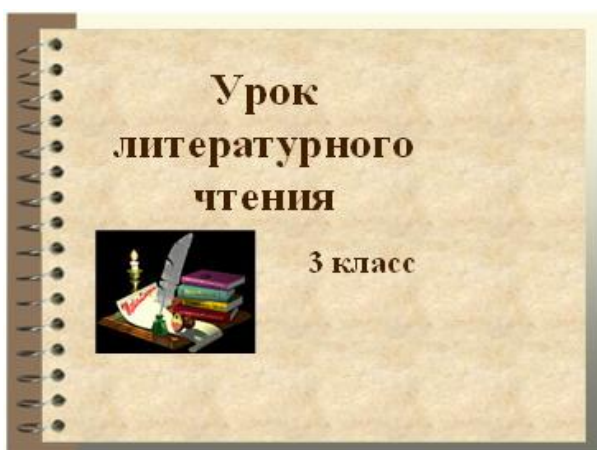 Урок
литературного
чтения
3 класс